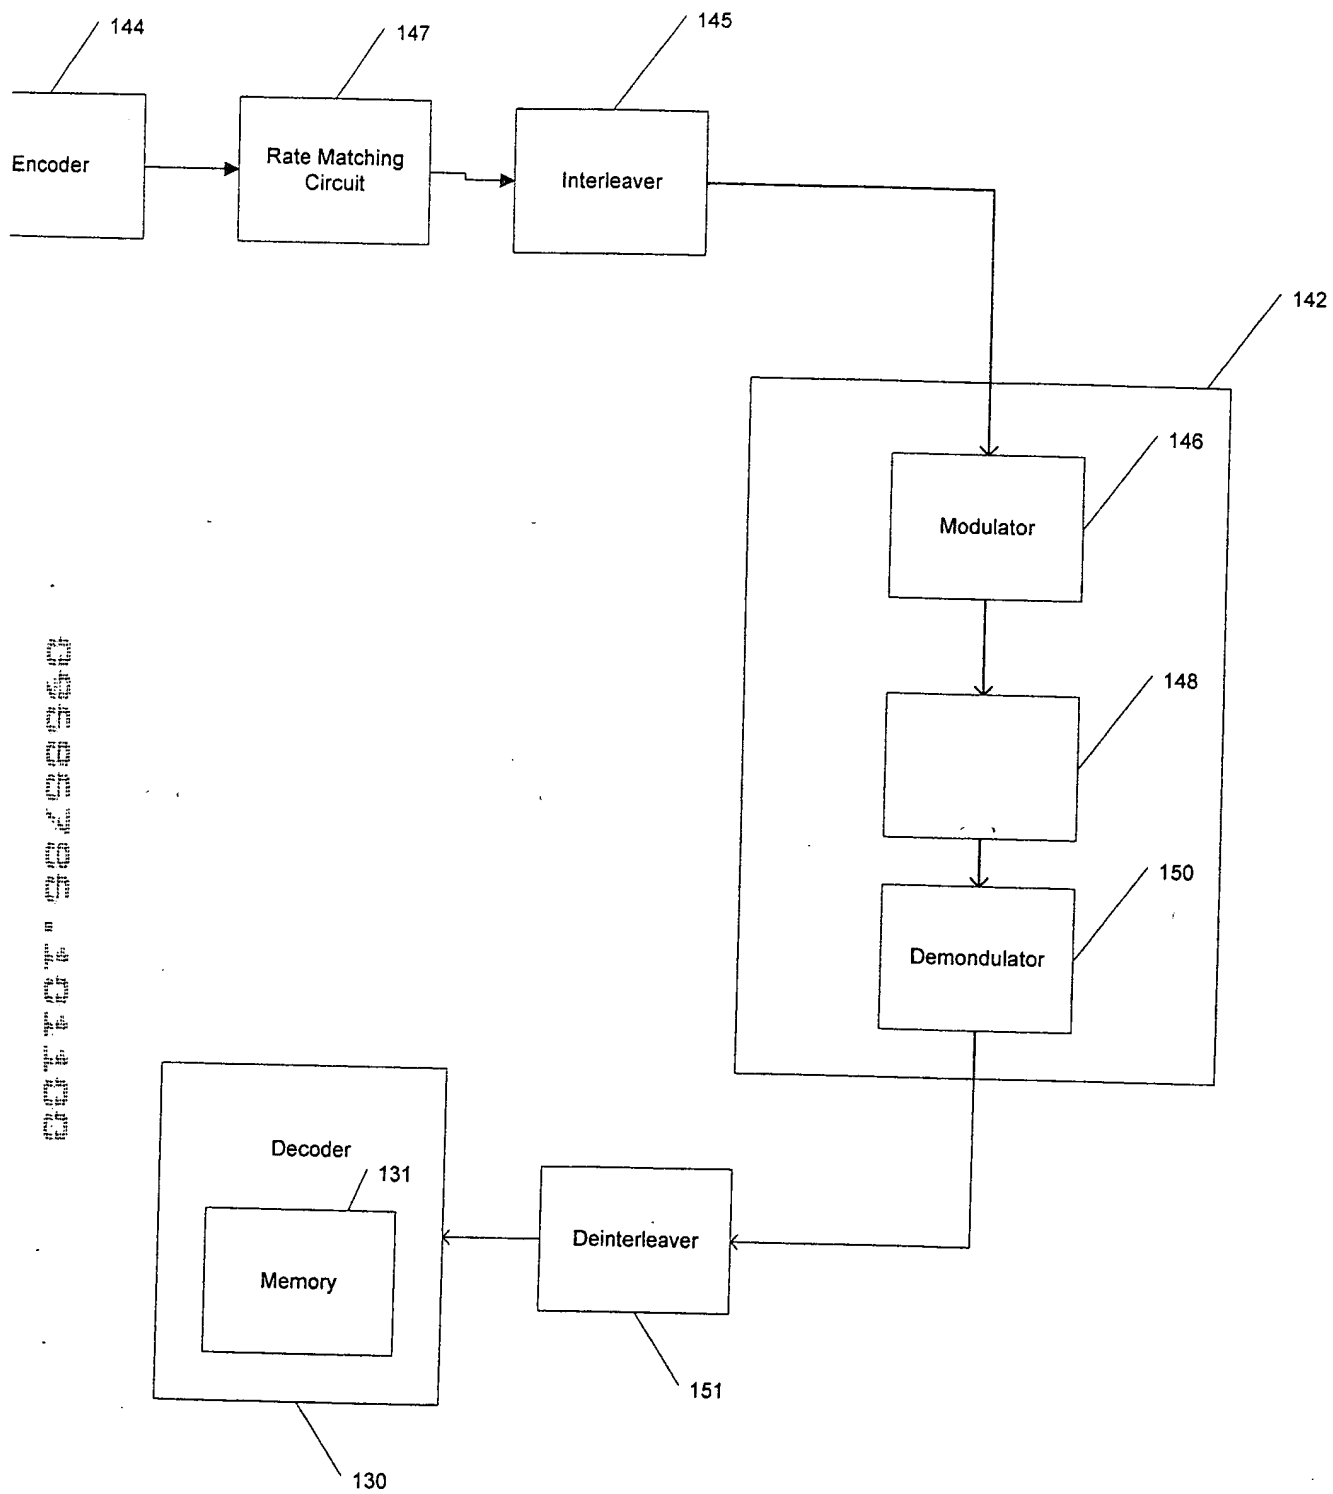 144
147
145
Encoder
Rate Matching
Circuit
Interleaver
142
146
Modulator
148
150
Demondulator
Decoder
131
Memory
Deinterleaver
151
130